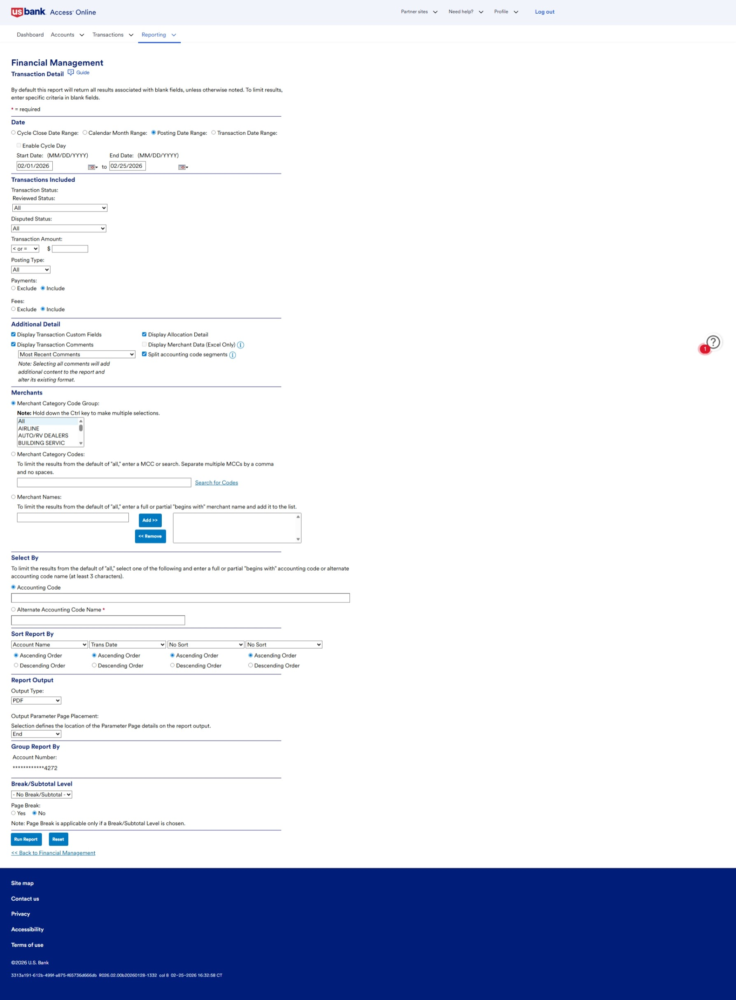 usbank Access Online
Partner sites Need help? Profile Log out
Dashboard Accounts Transactions Reporting
Financial Management
Transaction Detail Guide
By default this report will return all results associated with blank fields, unless otherwise noted. To limit results,
enter specific criteria in blank fields.
* = required
Date
Cycle Close Date Range: Calendar Month Range: Posting Date Range: Transaction Date Range:
Enable Cycle Day
Start Date: (MM/DD/YYYY) End Date: (MM/DD/YYYY)
02/01/2026 to 02/25/2026
Transactions Included
Transaction Status:
Reviewed Status:
All
Disputed Status:
All
Transaction Amount:
< or = $
Posting Type:
All
Payments:
Exclude Include
Fees:
Exclude Include
Additional Detail
Display Transaction Custom Fields Display Allocation Detail
Display Transaction Comments Display Merchant Data (Excel Only)
Most Recent Comments Split accounting code segments
Note: Selecting all comments will add
additional content to the report and
alter its existing format.
Merchants
Merchant Category Code Group:
Note: Hold down the Ctrl key to make multiple selections.
All
AIRLINE
AUTO/RV DEALERS
BUILDING SERVIC
Merchant Category Codes:
To limit the results from the default of "all," enter a MCC or search. Separate multiple MCCs by a comma
and no spaces.
Search for Codes
Merchant Names:
To limit the results from the default of "all," enter a full or partial "begins with" merchant name and add it to the list.
Add >>
<< Remove
Select By
To limit the results from the default of "all," select one of the following and enter a full or partial "begins with" accounting code or alternate
accounting code name (at least 3 characters).
Accounting Code
Alternate Accounting Code Name *
Sort Report By
Account Name Trans Date No Sort No Sort
Ascending Order Ascending Order Ascending Order Ascending Order
Descending Order Descending Order Descending Order Descending Order
Report Output
Output Type:
PDF
Output Parameter Page Placement:
Selection defines the location of the Parameter Page details on the report output.
End
Group Report By
Account Number:
************4272
Break/Subtotal Level
- No Break/Subtotal -
Page Break:
Yes No
Note: Page Break is applicable only if a Break/Subtotal Level is chosen.
Run Report Reset
<< Back to Financial Management
1 ?
Site map
Contact us
Privacy
Accessibility
Terms of use
©2026 U.S. Bank
3313a191-612b-499f-a875-f65736d666db R026.02.00b20260128-1332 col 8 02-25-2026 16:32:58 CT